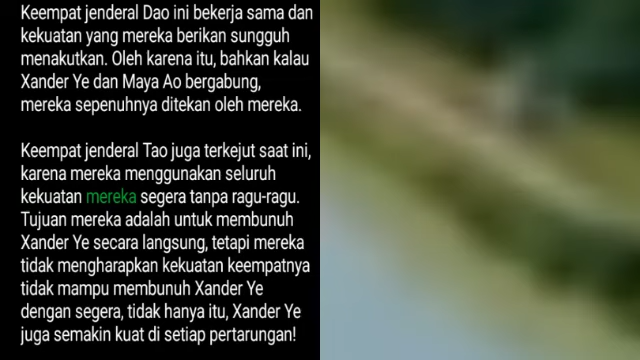 Keempat jenderal Dao ini bekerja sama dan
kekuatan yang mereka berikan sungguh
menakutkan. Oleh karena itu, bahkan kalau
Xander Ye dan Maya Ao bergabung,
mereka sepenuhnya ditekan oleh mereka.
Keempat jenderal Tao juga terkejut saat ini,
karena mereka menggunakan seluruh
kekuatan mereka segera tanpa ragu-ragu.
Tujuan mereka adalah untuk membunuh
Xander Ye secara langsung, tetapi mereka
tidak mengharapkan kekuatan keempatnya
tidak mampu membunuh Xander Ye
dengan segera, tidak hanya itu, Xander Ye
juga semakin kuat di setiap pertarungan!